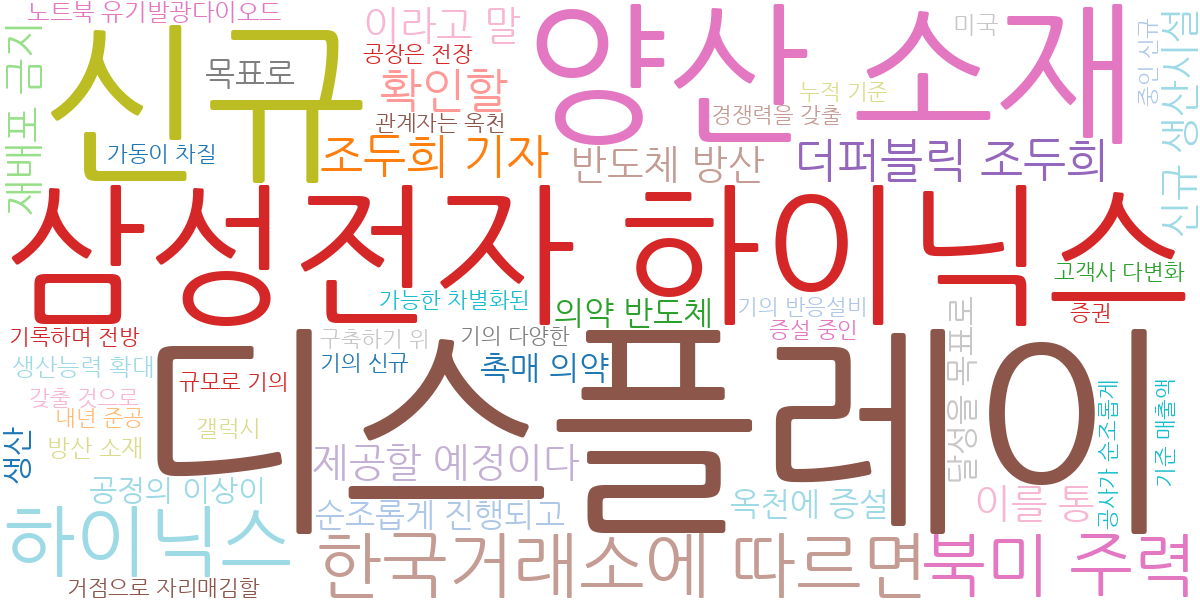 노트북 유기발광다이오드
이라고 말
양산 소재
미국
중인 신규
신규 생산시설
재배포 금지
신규
목표로
공장은 전장
확인할
관계자는 옥천
누적 기준
경쟁력을 갖출
가동이 차질
조두희 기자
반도체 방산
더퍼블릭 조두희
삼성전자 하이닉스
고객사 다변화
가능한 차별화된
의약 반도체
기의 반응설비
증권
기록하며 전방
구축하기 위
기의 다양한
증설 중인
달성을 목표로
디스플레이
생산능력 확대
규모로 기의
기의 신규
촉매 의약
갖출 것으로
내년 준공
갤럭시
생산
방산 소재
제공할 예정이다
공사가 순조롭게
기준 매출액
공정의 이상이
순조롭게 진행되고
옥천에 증설
이를 통
하이닉스
한국거래소에 따르면
북미 주력
거점으로 자리매김할